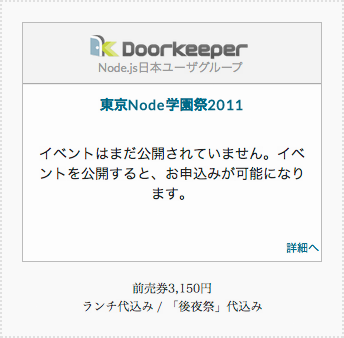 Doorkeeper
Node.js日本ユーザグループ
東京Node学園祭2011
イベントはまだ公開されていません。イベ
ントを公開すると、お申込みが可能になり
ます。
詳細へ
前売券3,150円
ランチ代込み / 「後夜祭」代込み